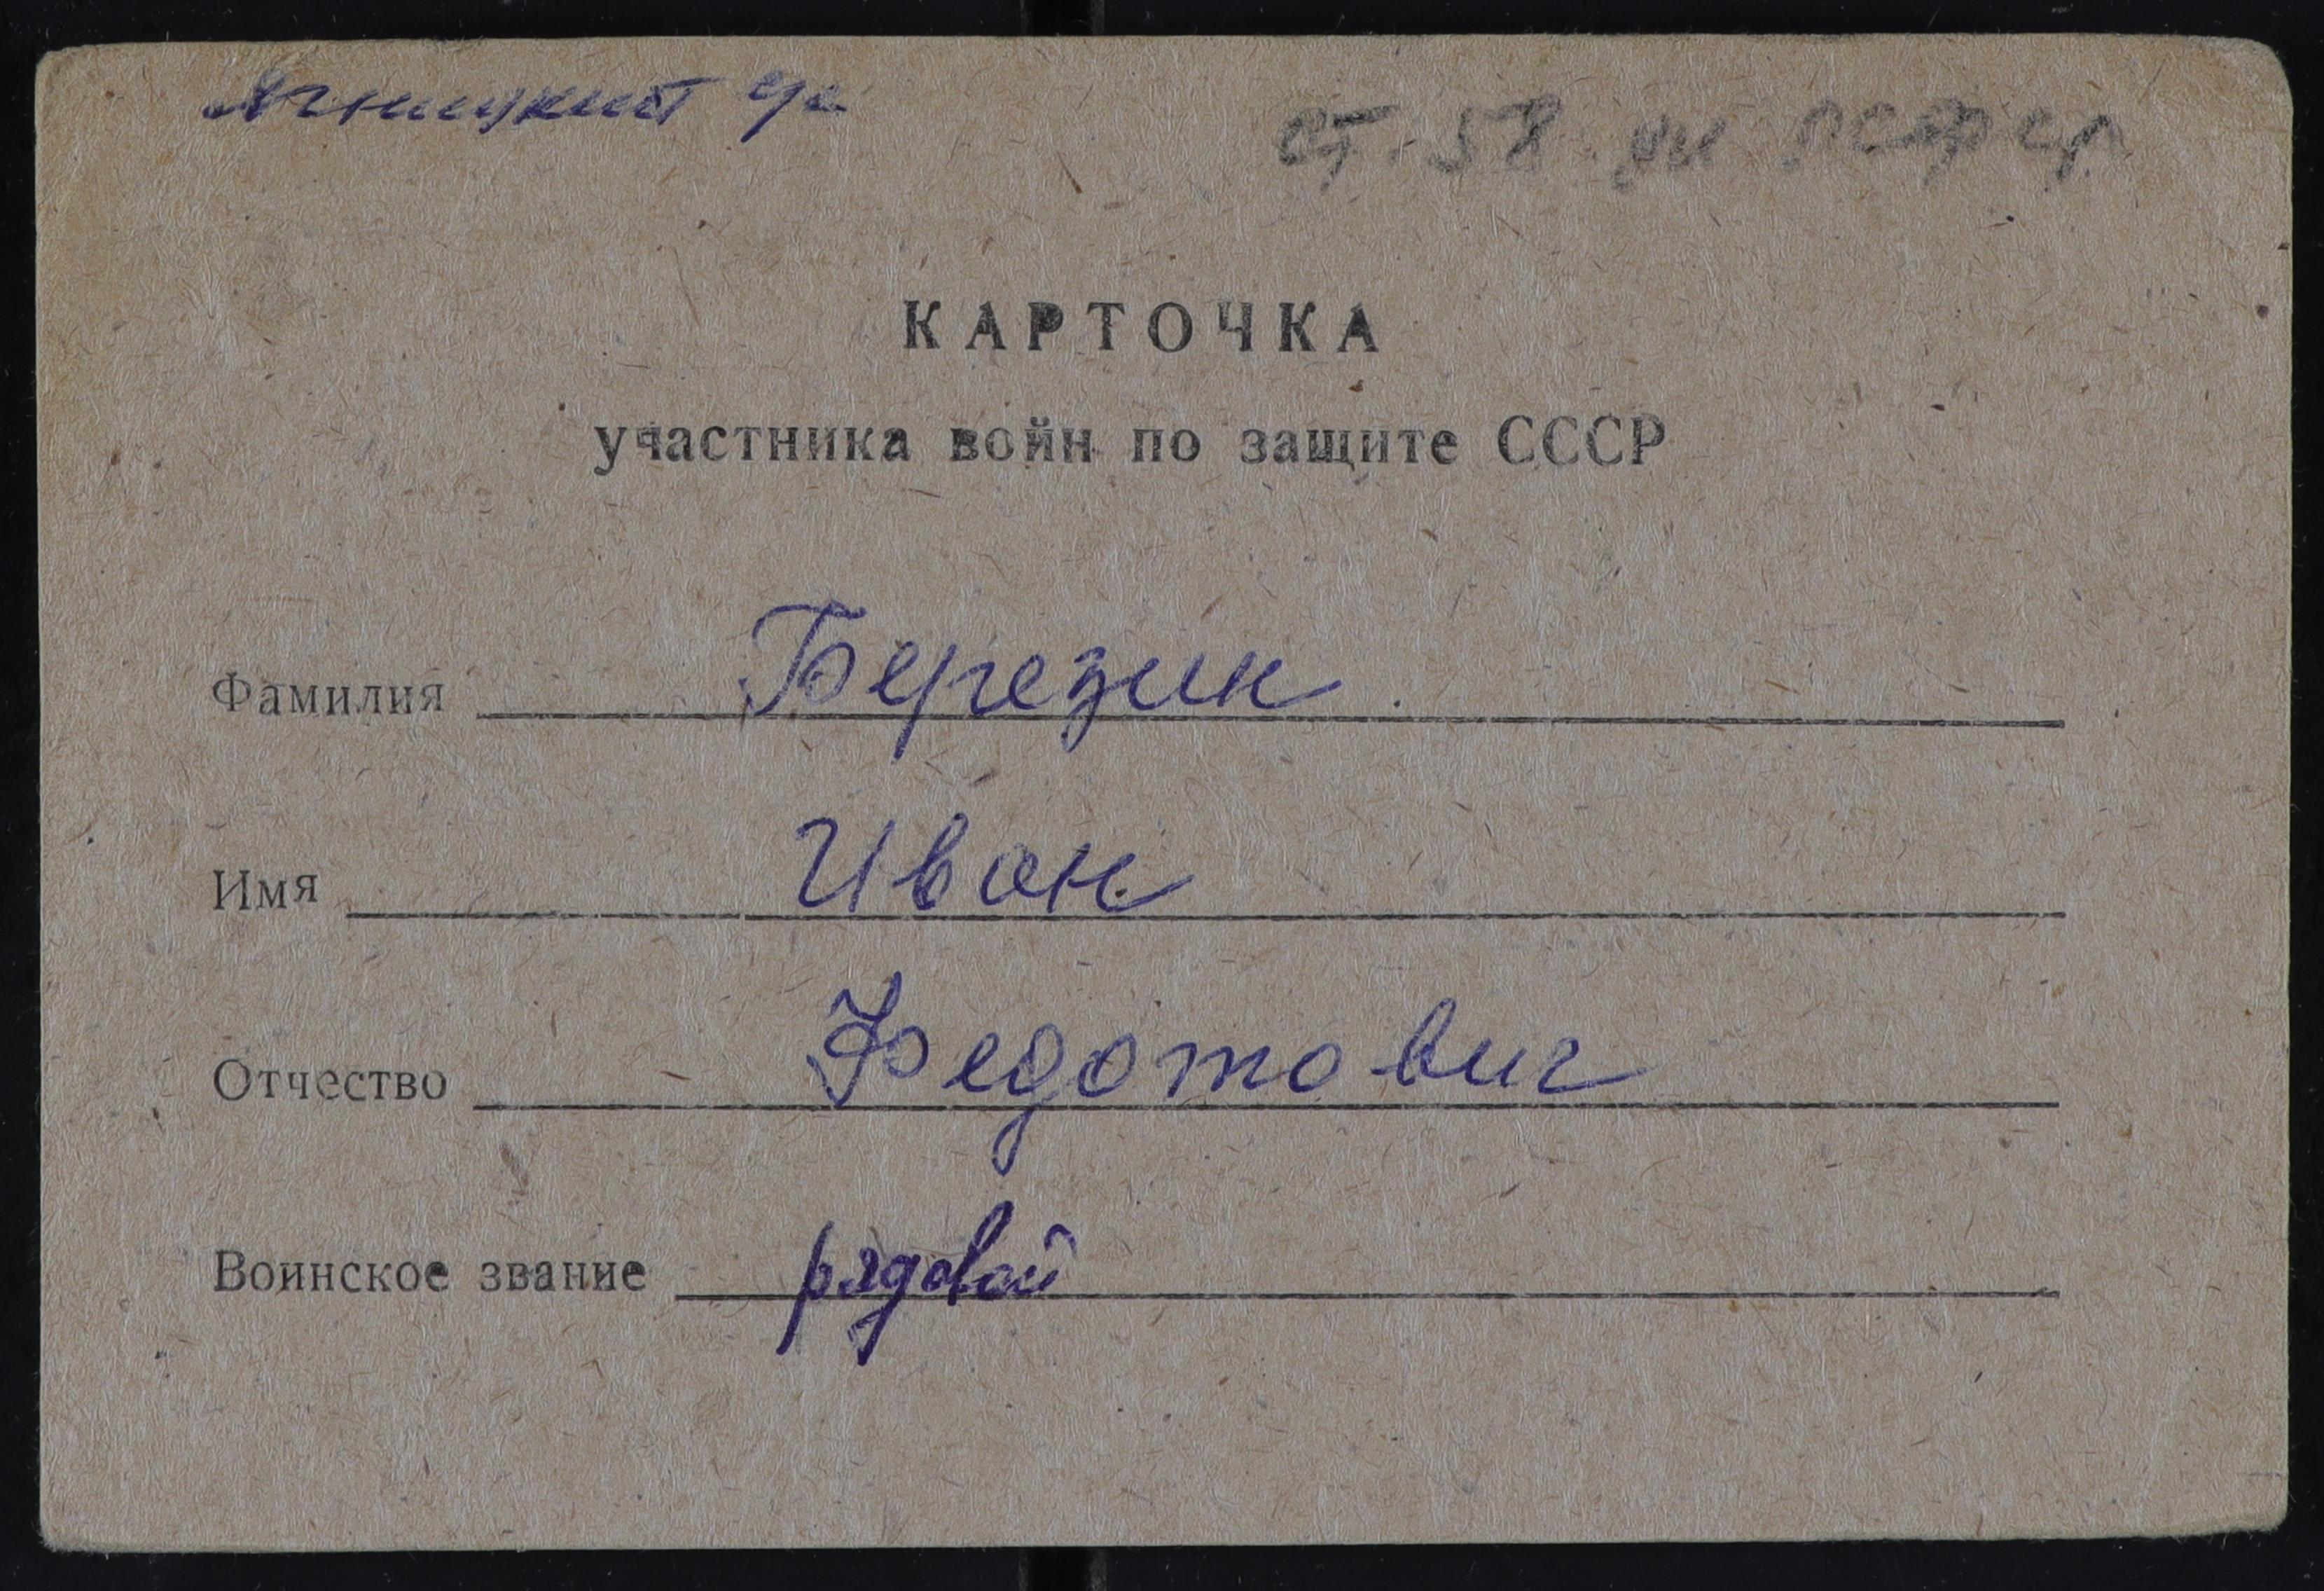 ст. 58 УК РСФСР
КАРТОЧКА
участника войн по защите СССР
Фамилия Березин
Имя Иван
Отчество Федотович
Воинское звание рядовой